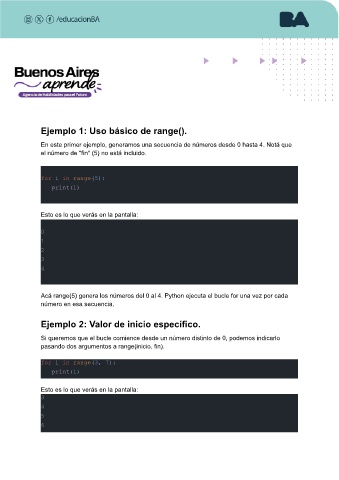 /educacionBA
BA
Buenos Aires
aprende
Agencia de Habilidades para el Futuro
Ejemplo 1: Uso básico de range().
En este primer ejemplo, generamos una secuencia de números desde 0 hasta 4. Notá que
el número de "fin" (5) no está incluido.
for i in range(5):
print(i)
Esto es lo que verás en la pantalla:
0
1
2
3
4
Acá range(5) genera los números del 0 al 4. Python ejecuta el bucle for una vez por cada
número en esa secuencia.
Ejemplo 2: Valor de inicio específico.
Si queremos que el bucle comience desde un número distinto de 0, podemos indicarlo
pasando dos argumentos a range(inicio, fin).
for i in range(3, 7):
print(i)
Esto es lo que verás en la pantalla:
3
4
5
6